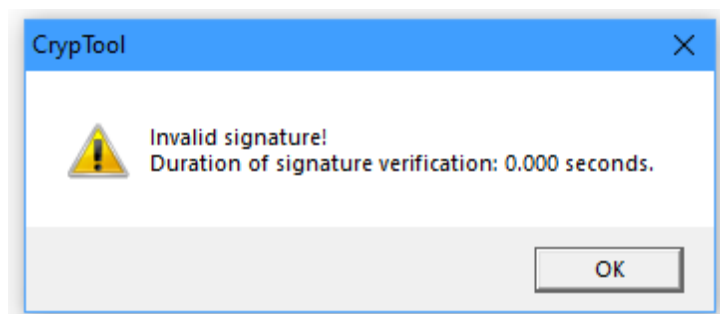 CrypTool
Invalid signature!
Duration of signature verification: 0.000 seconds.
OK